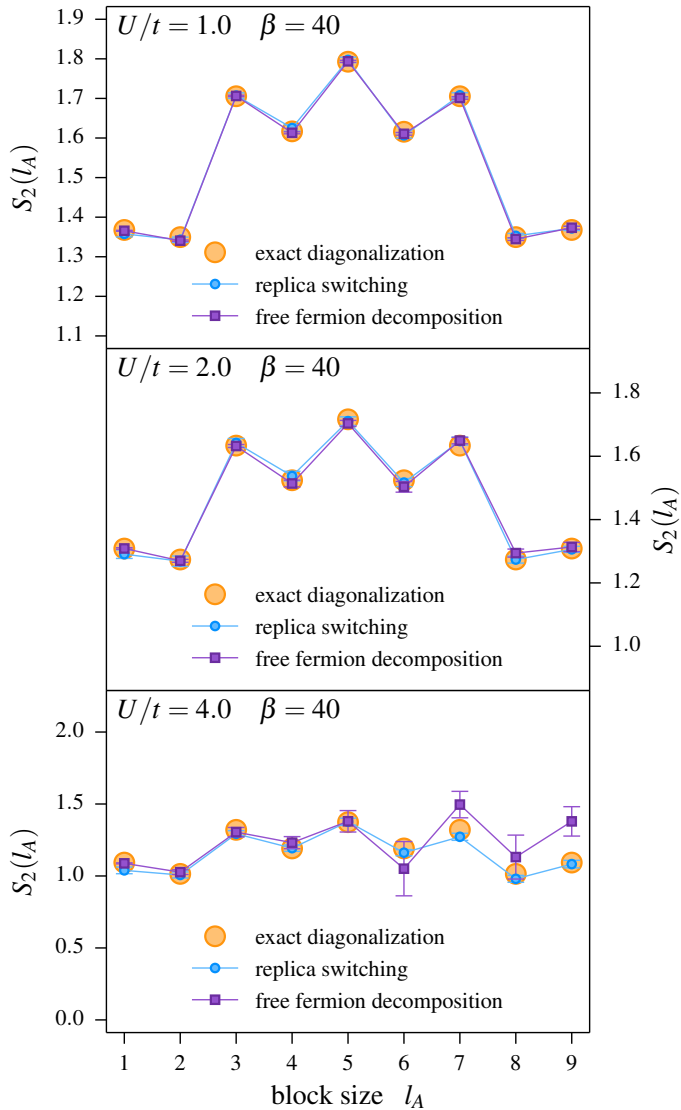 U/t = 1.0 β = 40
1.9
1.8
1.7
1.6
1.5
1.4
1.3
1.2
1.1
S₂(l_A)
exact diagonalization
replica switching
free fermion decomposition
U/t = 2.0 β = 40
1.8
1.6
1.4
1.2
1.0
S₂(l_A)
exact diagonalization
replica switching
free fermion decomposition
U/t = 4.0 β = 40
2.0
1.5
1.0
0.5
0.0
S₂(l_A)
exact diagonalization
replica switching
free fermion decomposition
1 2 3 4 5 6 7 8 9
block size l_A